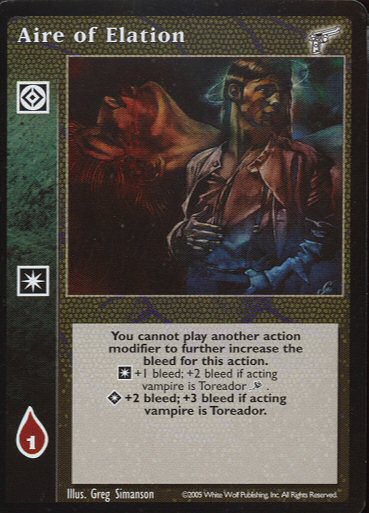 Aire of Elation
You cannot play another action
modifier to further increase the
bleed for this action.
+1 bleed; +2 bleed if acting
vampire is Toreador .
+2 bleed; +3 bleed if acting
vampire is Toreador.
1
Illus. Greg Simanson
©2005 White Wolf Publishing, Inc. All Rights Reserved.